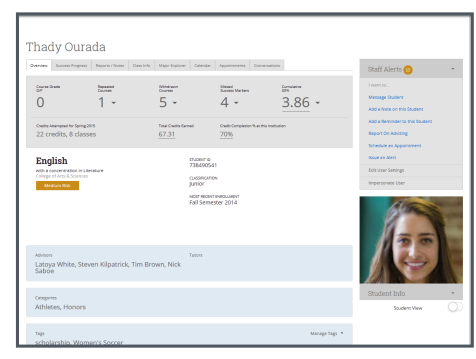 Thady Ourada
Overview Success Progress Reports / Notes Class Info Major Explorer Calendar Appointments Conversations
Course Grade D/F
0
Repeated Courses
1
Withdrawn Courses
5
Missed Success Markers
4
Cumulative GPA
3.86
Credits Attempted for Spring 2015
22 credits, 8 classes
Total Credits Earned
67.31
Credit Completion % at this Institution
70%
English
with a concentration in Literature
College of Arts & Sciences
Medium Risk
STUDENT ID
738490541
CLASSIFICATION
Junior
MOST RECENT ENROLLMENT
Fall Semester 2014
Advisors
Latoya White, Steven Kilpatrick, Tim Brown, Nick
Saboe
Tutors
Categories
Athletes, Honors
Tags
Manage Tags
scholarship, Women's Soccer
Staff Alerts
I want to...
Message Student
Add a Note on this Student
Add a Reminder to this Student
Report On Advising
Schedule an Appointment
Issue an Alert
Edit User Settings
Impersonate User
Student Info
Student View